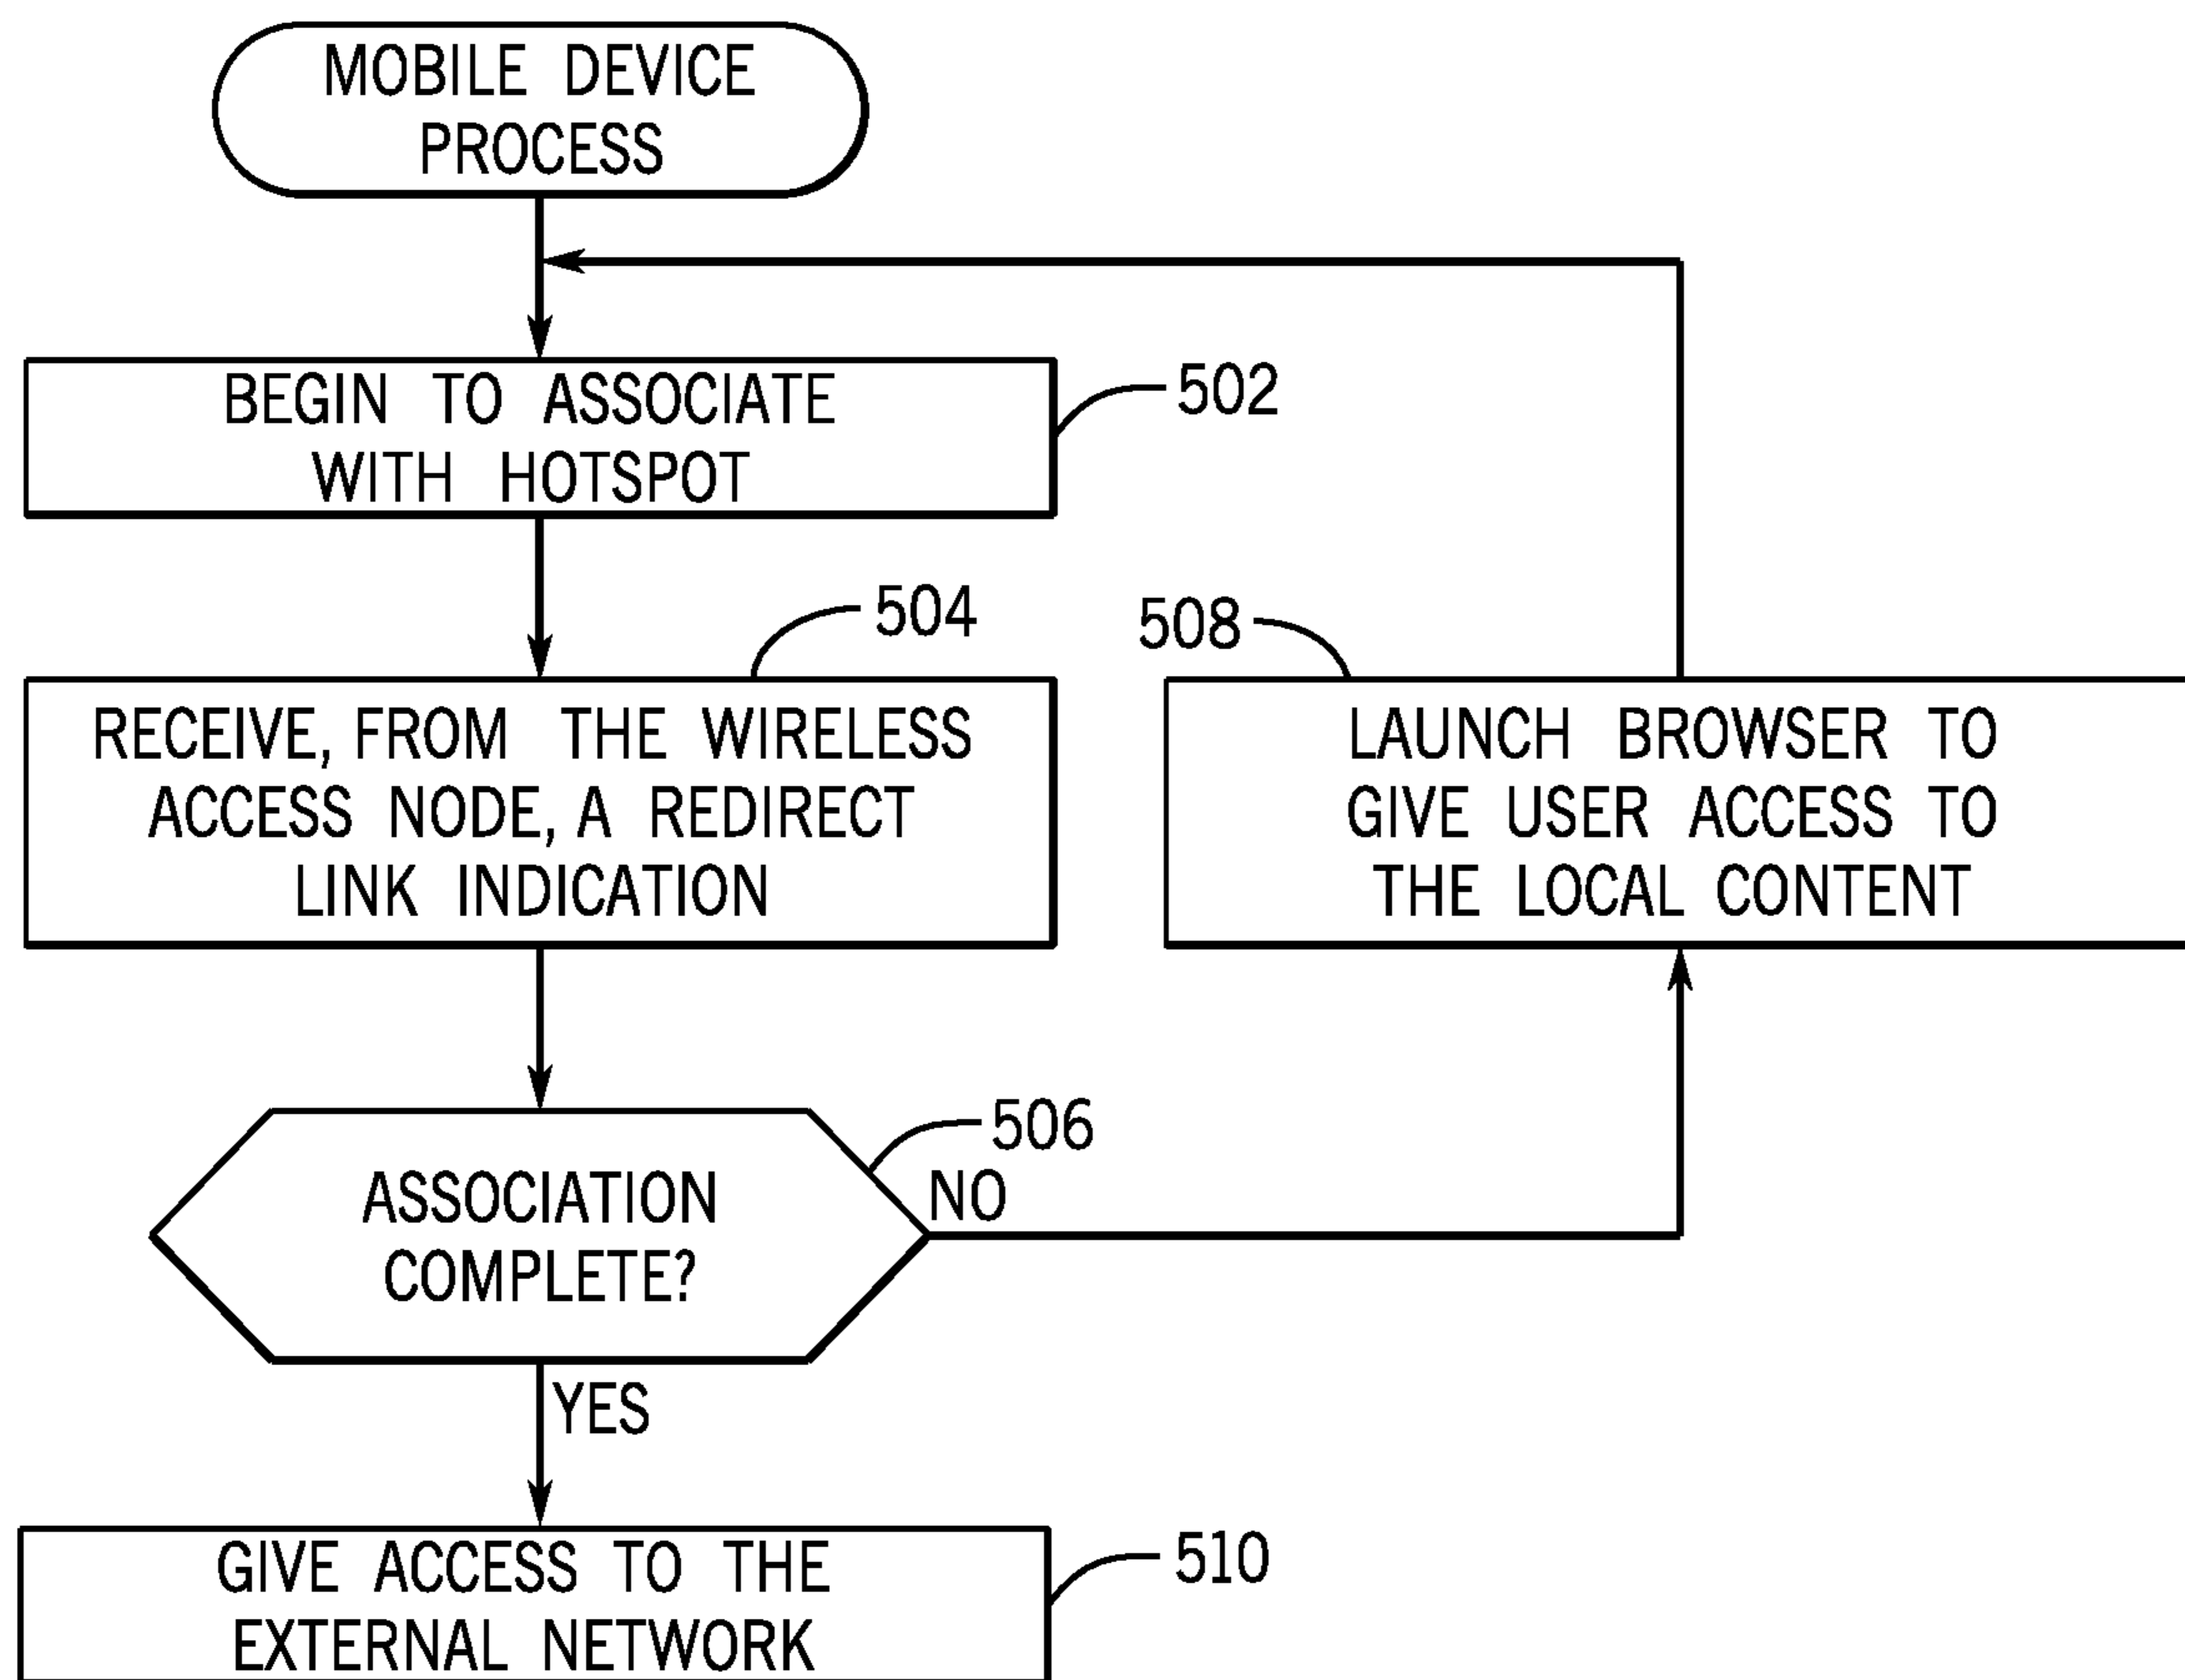 MOBILE DEVICE
PROCESS
BEGIN TO ASSOCIATE
WITH HOTSPOT
502
504
RECEIVE, FROM THE WIRELESS
ACCESS NODE, A REDIRECT
LINK INDICATION
508
LAUNCH BROWSER TO
GIVE USER ACCESS TO
THE LOCAL CONTENT
506
ASSOCIATION
COMPLETE?
NO
YES
GIVE ACCESS TO THE
EXTERNAL NETWORK
510